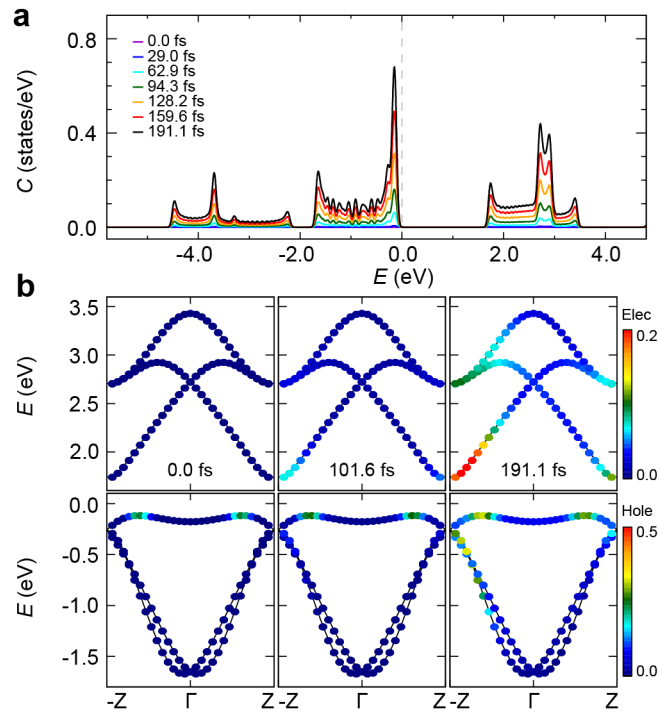 a
0.8
0.4
0.0
C (states/eV)
0.0 fs
29.0 fs
62.9 fs
94.3 fs
128.2 fs
159.6 fs
191.1 fs
-4.0 -2.0 0.0 2.0 4.0
E (eV)
b
3.5
3.0
2.5
2.0
E (eV)
0.0 fs
101.6 fs
191.1 fs
Elec
0.2
0.0
0.0
-0.5
-1.0
-1.5
E (eV)
Hole
0.5
0.0
-Z Γ Z -Z Γ Z -Z Γ Z